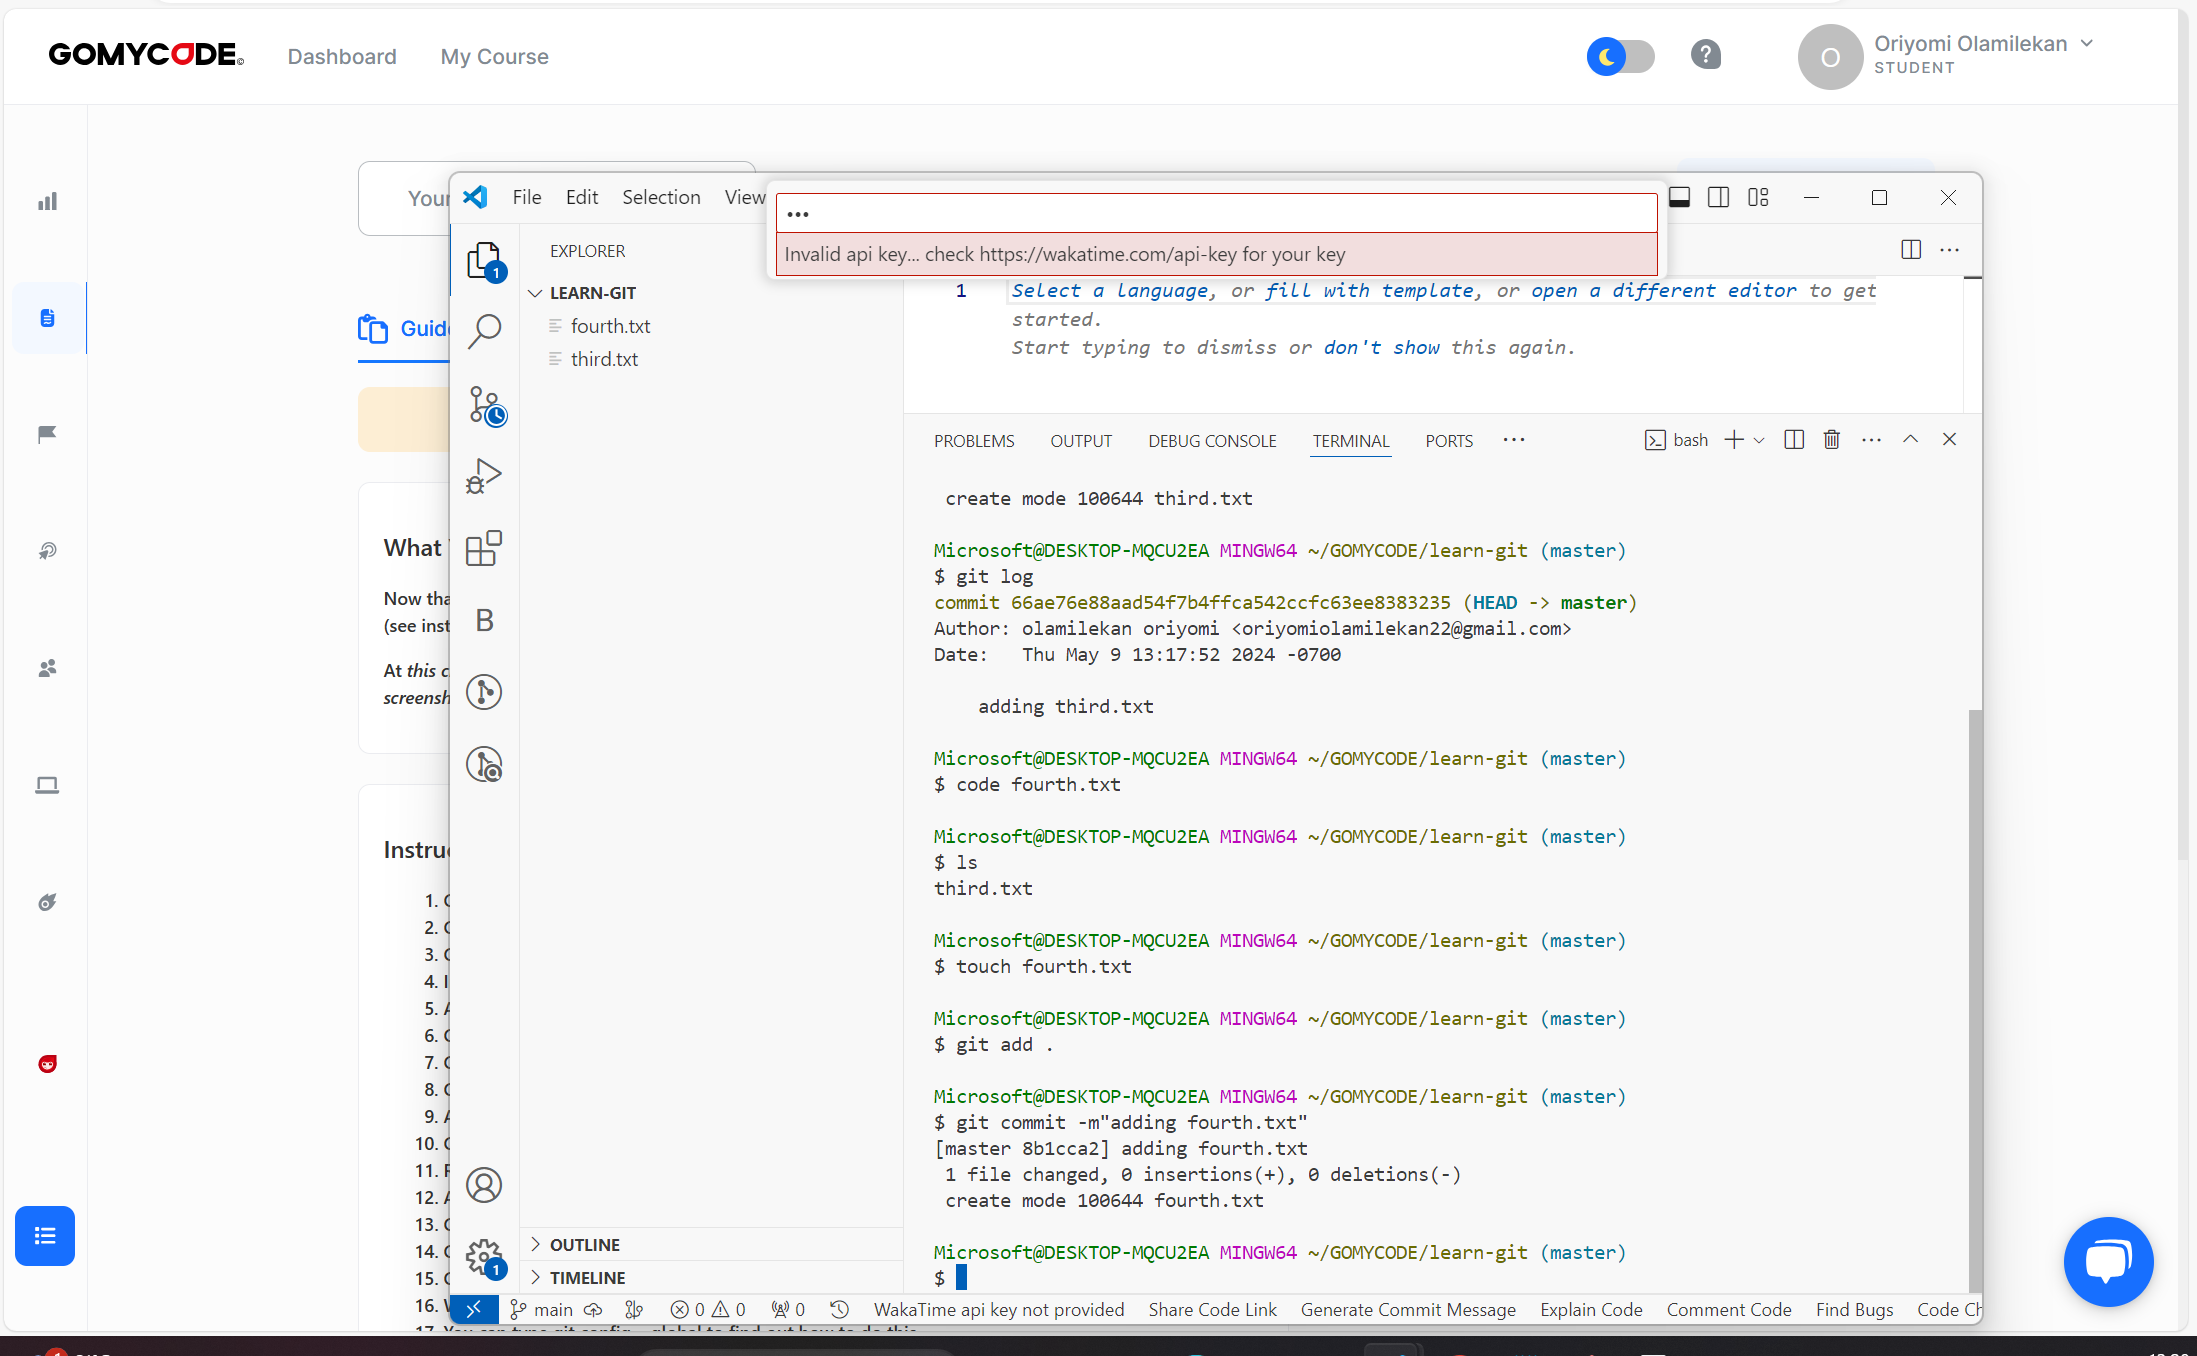 GOMYCODE
Dashboard
My Course
O
Oriyomi Olamilekan
STUDENT
File Edit Selection View
•••
Invalid api key... check https://wakatime.com/api-key for your key
EXPLORER
1
LEARN-GIT
fourth.txt
third.txt
B
1
OUTLINE
TIMELINE
1
Select a language, or fill with template, or open a different editor to get
started.
Start typing to dismiss or don't show this again.
PROBLEMS OUTPUT DEBUG CONSOLE TERMINAL PORTS ···
bash
create mode 100644 third.txt
Microsoft@DESKTOP-MQCU2EA MINGW64 ~/GOMYCODE/learn-git (master)
$ git log
commit 66ae76e88aad54f7b4ffca542ccfc63ee8383235 (HEAD -> master)
Author: olamilekan oriyomi <oriyomiolamilekan22@gmail.com>
Date:   Thu May 9 13:17:52 2024 -0700
adding third.txt
Microsoft@DESKTOP-MQCU2EA MINGW64 ~/GOMYCODE/learn-git (master)
$ code fourth.txt
Microsoft@DESKTOP-MQCU2EA MINGW64 ~/GOMYCODE/learn-git (master)
$ ls
third.txt
Microsoft@DESKTOP-MQCU2EA MINGW64 ~/GOMYCODE/learn-git (master)
$ touch fourth.txt
Microsoft@DESKTOP-MQCU2EA MINGW64 ~/GOMYCODE/learn-git (master)
$ git add .
Microsoft@DESKTOP-MQCU2EA MINGW64 ~/GOMYCODE/learn-git (master)
$ git commit -m"adding fourth.txt"
[master 8b1cca2] adding fourth.txt
1 file changed, 0 insertions(+), 0 deletions(-)
create mode 100644 fourth.txt
Microsoft@DESKTOP-MQCU2EA MINGW64 ~/GOMYCODE/learn-git (master)
$
main 0 0 0 WakaTime api key not provided Share Code Link Generate Commit Message Explain Code Comment Code Find Bugs Code
What
Now
(see
At this
1.
2.
3.
4.
5.
6.
7.
8.
9.
10.
11.
12.
13.
14.
15.
16.
17. You can type git config --global to find out how to do this